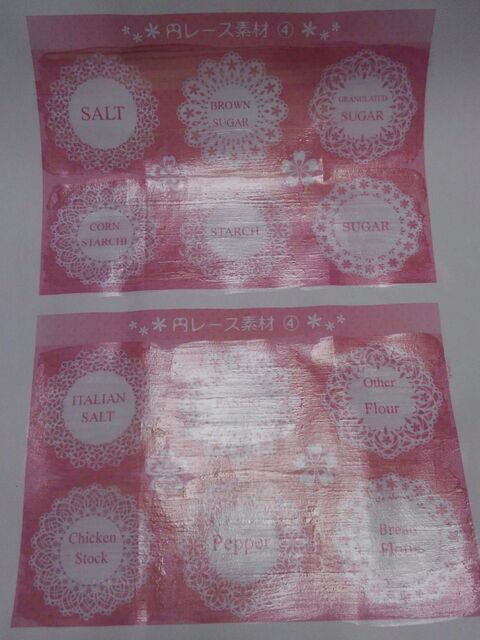 円レース素材 ④
SALT
BROWN
SUGAR
GRANULATED
SUGAR
CORN
STARCH
STARCH
SUGAR
円レース素材 ④
ITALIAN
SALT
Other
Flour
Chicken
Stock
Pepper
Bread
Flour